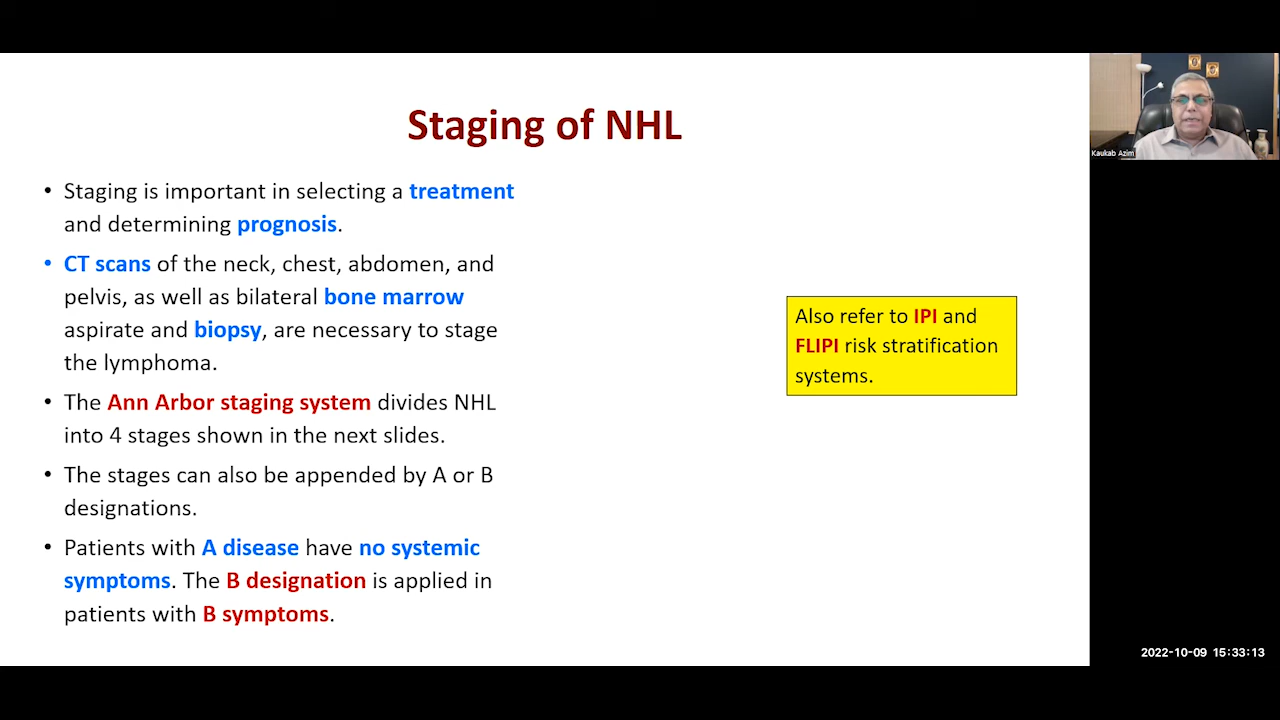 Staging of NHL
• Staging is important in selecting a treatment
and determining prognosis.
• CT scans of the neck, chest, abdomen, and
pelvis, as well as bilateral bone marrow
aspirate and biopsy, are necessary to stage
the lymphoma.
• The Ann Arbor staging system divides NHL
into 4 stages shown in the next slides.
• The stages can also be appended by A or B
designations.
• Patients with A disease have no systemic
symptoms. The B designation is applied in
patients with B symptoms.
Also refer to IPI and
FLIPI risk stratification
systems.
Kaukab Azim
2022-10-09 15:33:13